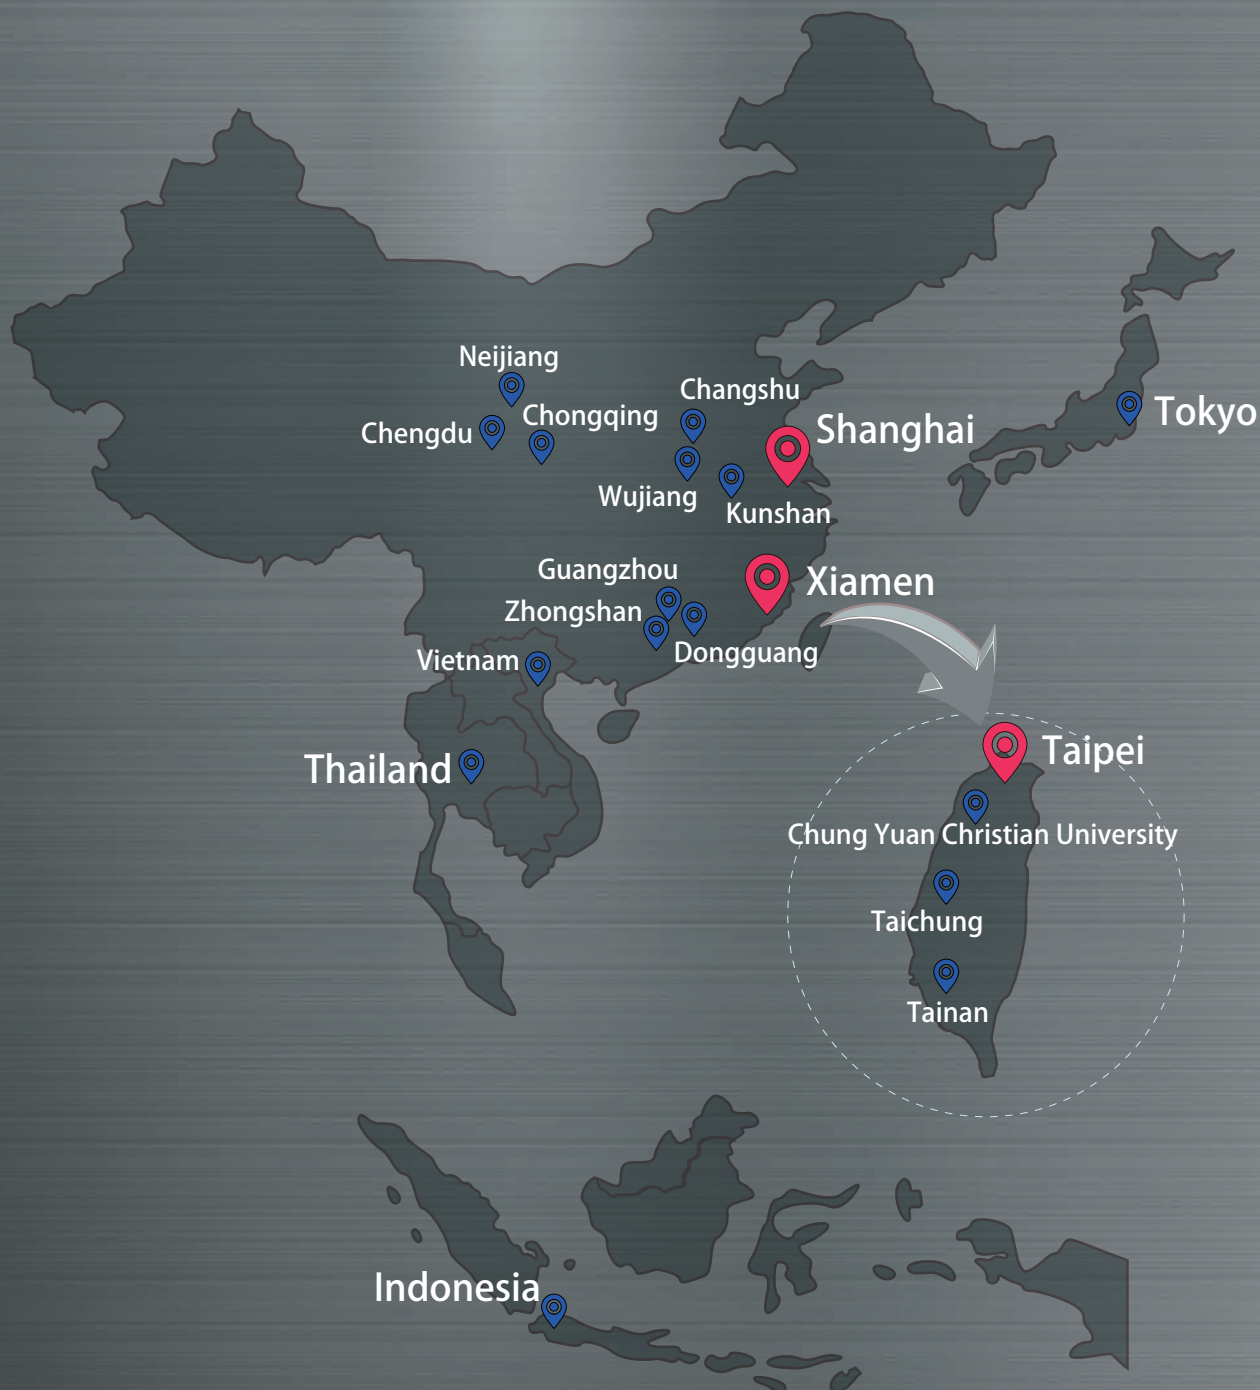 Neijiang
Changshu
Chongqing
Tokyo
Shanghai
Chengdu
Wujiang
Kunshan
Guangzhou
Xiamen
Zhongshan
Dongguang
Vietnam
Taipei
Thailand
Chung Yuan Christian University
Taichung
Tainan
Indonesia